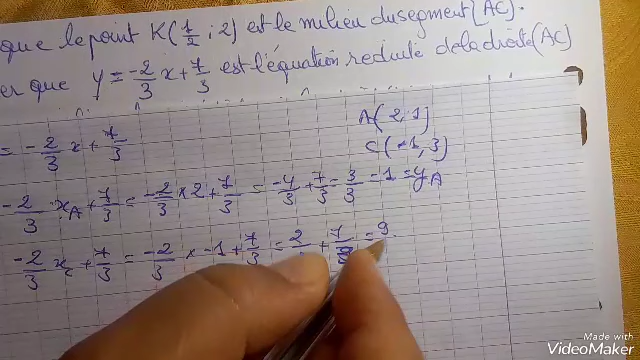 que le point K(1/2 ; 2) est le milieu du segment [AC].
er que y = -2/3 x + 7/3 est l'équation reduite de la droite (AC)
= -2/3 x + 7/3
A(2, 1)
C(-1, 3)
-2/3 xA + 7/3 = -2/3 × 2 + 7/3 = -4/3 + 7/3 = 3/3 = 1 = yA
-2/3 xc + 7/3 = -2/3 × -1 + 7/3 = 2 + 7/3 = 9
Made with
VideoMaker